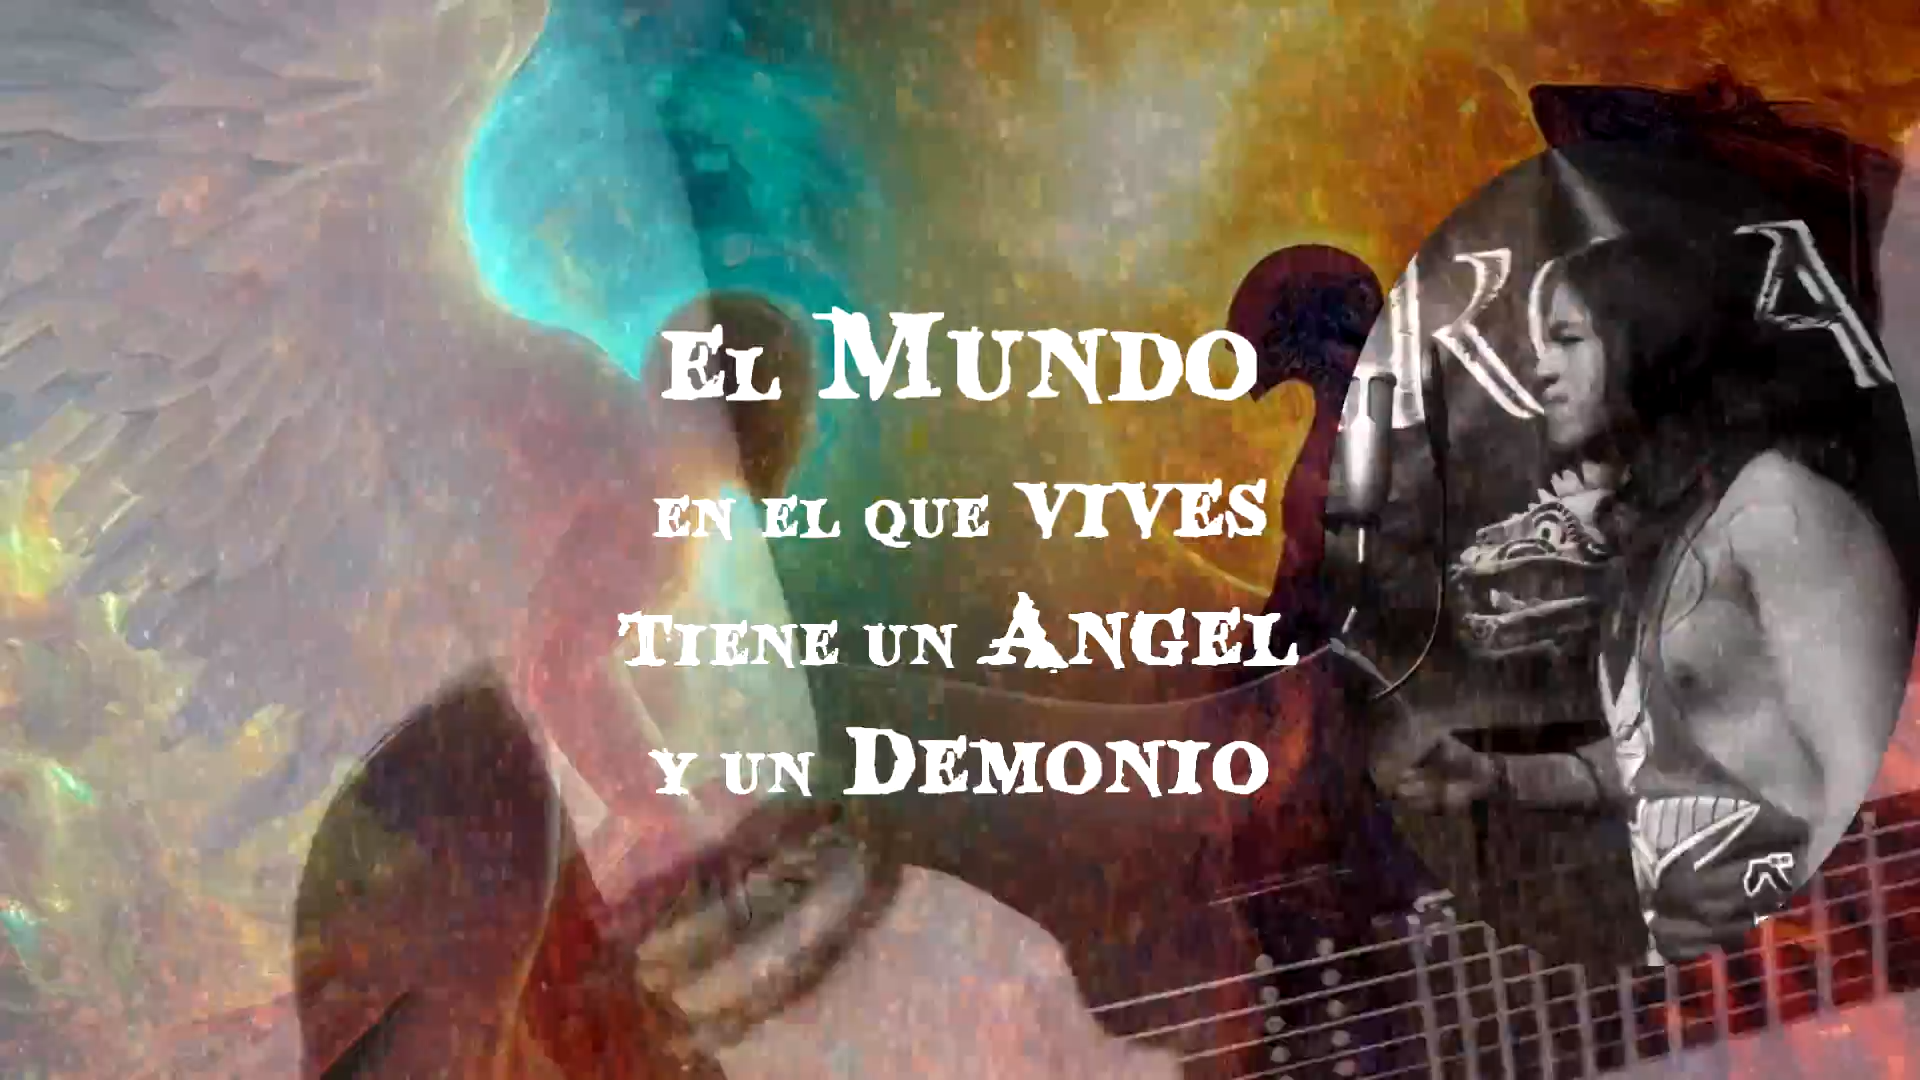 El Mundo
en el que VIVES
Tiene un Angel
y un Demonio